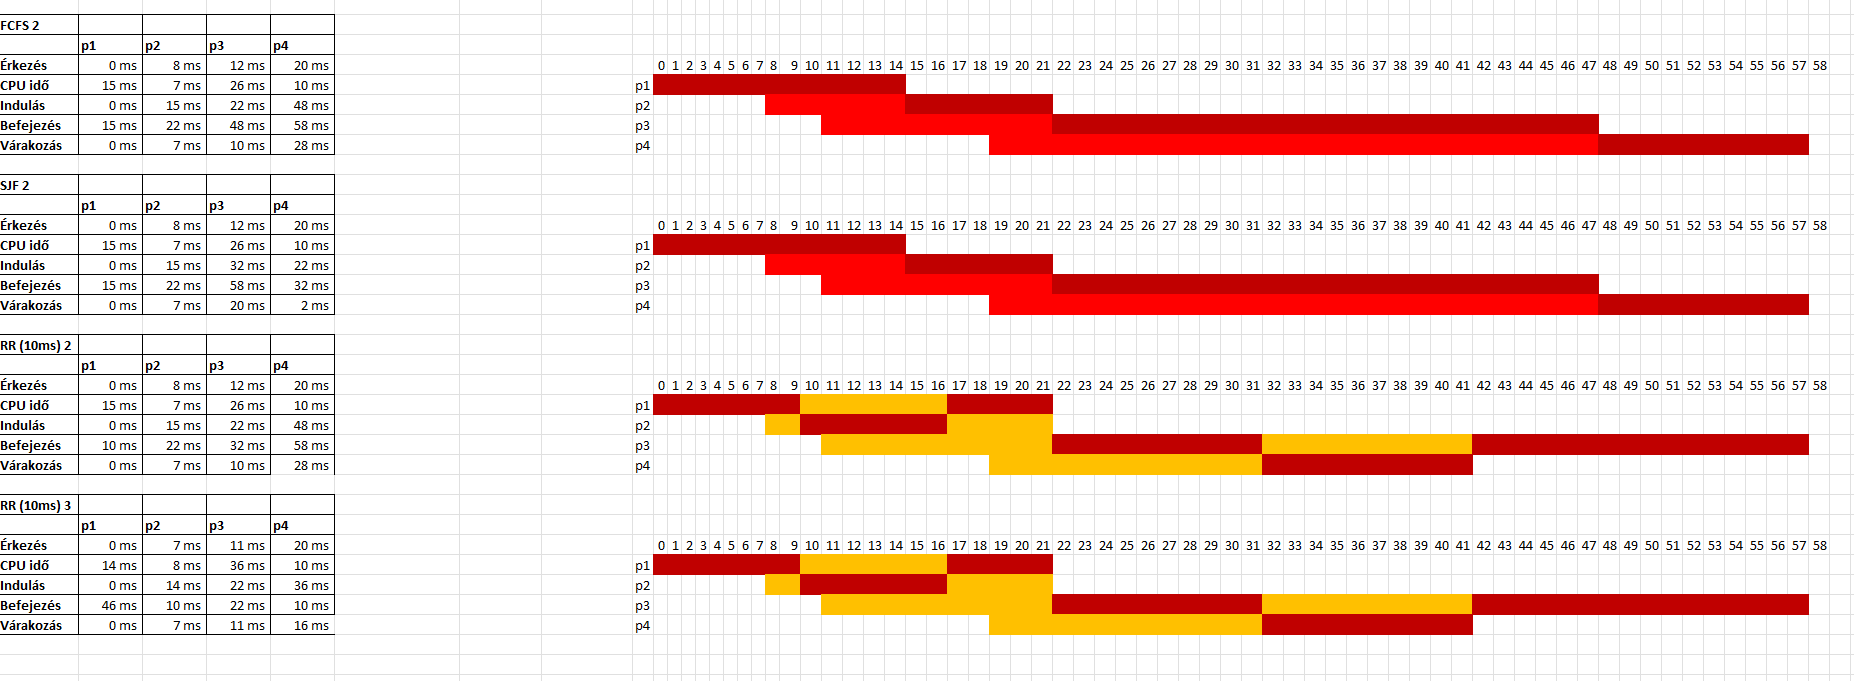 FCFS 2
p1 p2 p3 p4
Érkezés 0 ms 8 ms 12 ms 20 ms 0 1 2 3 4 5 6 7 8 9 10 11 12 13 14 15 16 17 18 19 20 21 22 23 24 25 26 27 28 29 30 31 32 33 34 35 36 37 38 39 40 41 42 43 44 45 46 47 48 49 50 51 52 53 54 55 56 57 58
CPU idő 15 ms 7 ms 26 ms 10 ms p1
Indulás 0 ms 15 ms 22 ms 48 ms p2
Befejezés 15 ms 22 ms 48 ms 58 ms p3
Várakozás 0 ms 7 ms 10 ms 28 ms p4
SJF 2
p1 p2 p3 p4
Érkezés 0 ms 8 ms 12 ms 20 ms 0 1 2 3 4 5 6 7 8 9 10 11 12 13 14 15 16 17 18 19 20 21 22 23 24 25 26 27 28 29 30 31 32 33 34 35 36 37 38 39 40 41 42 43 44 45 46 47 48 49 50 51 52 53 54 55 56 57 58
CPU idő 15 ms 7 ms 26 ms 10 ms p1
Indulás 0 ms 15 ms 32 ms 22 ms p2
Befejezés 15 ms 22 ms 58 ms 32 ms p3
Várakozás 0 ms 7 ms 20 ms 2 ms p4
RR (10ms) 2
p1 p2 p3 p4
Érkezés 0 ms 8 ms 12 ms 20 ms 0 1 2 3 4 5 6 7 8 9 10 11 12 13 14 15 16 17 18 19 20 21 22 23 24 25 26 27 28 29 30 31 32 33 34 35 36 37 38 39 40 41 42 43 44 45 46 47 48 49 50 51 52 53 54 55 56 57 58
CPU idő 15 ms 7 ms 26 ms 10 ms p1
Indulás 0 ms 15 ms 22 ms 48 ms p2
Befejezés 10 ms 22 ms 32 ms 58 ms p3
Várakozás 0 ms 7 ms 10 ms 28 ms p4
RR (10ms) 3
p1 p2 p3 p4
Érkezés 0 ms 7 ms 11 ms 20 ms 0 1 2 3 4 5 6 7 8 9 10 11 12 13 14 15 16 17 18 19 20 21 22 23 24 25 26 27 28 29 30 31 32 33 34 35 36 37 38 39 40 41 42 43 44 45 46 47 48 49 50 51 52 53 54 55 56 57 58
CPU idő 14 ms 8 ms 36 ms 10 ms p1
Indulás 0 ms 14 ms 22 ms 36 ms p2
Befejezés 46 ms 10 ms 22 ms 10 ms p3
Várakozás 0 ms 7 ms 11 ms 16 ms p4